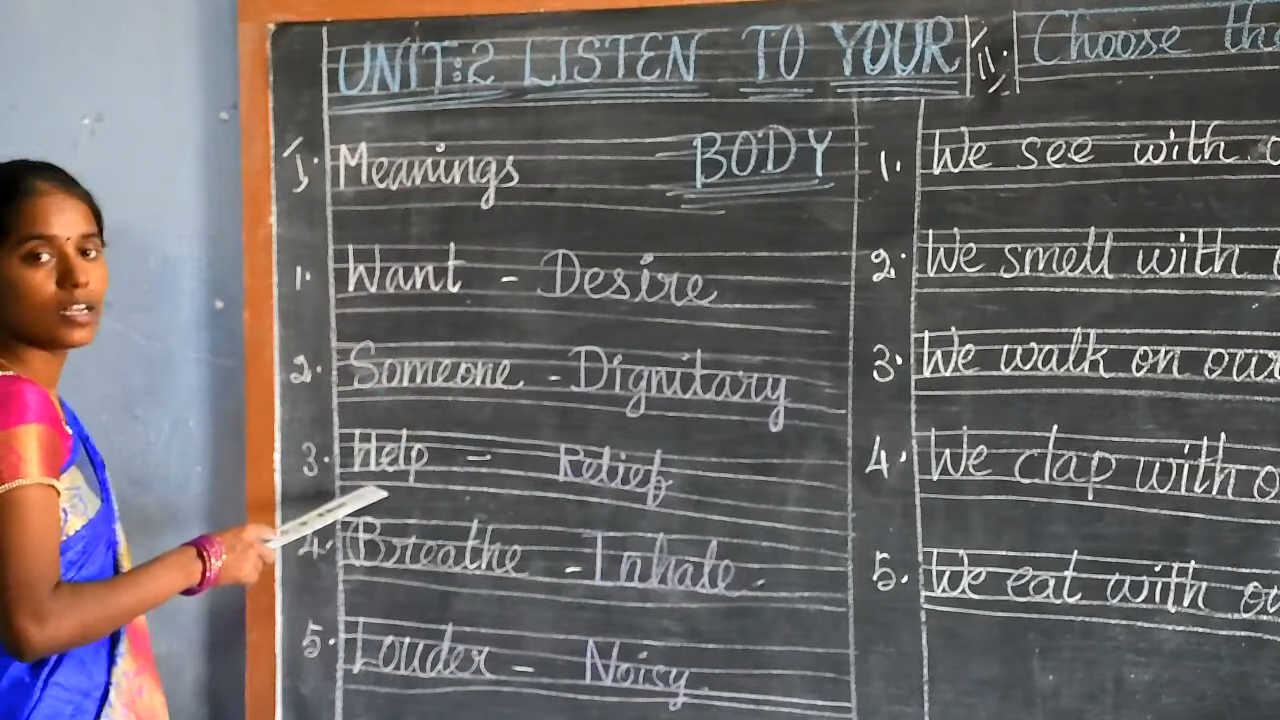 UNIT:2 LISTEN TO YOUR
BODY
I. Meanings
1. Want - Desire
2. Someone - Dignitary
3. Help - Relief
4. Breathe - Inhale.
5. Louder - Noisy.
II. Choose the
1. We see with
2. We smell with
3. We walk on our
4. We clap with
5. We eat with